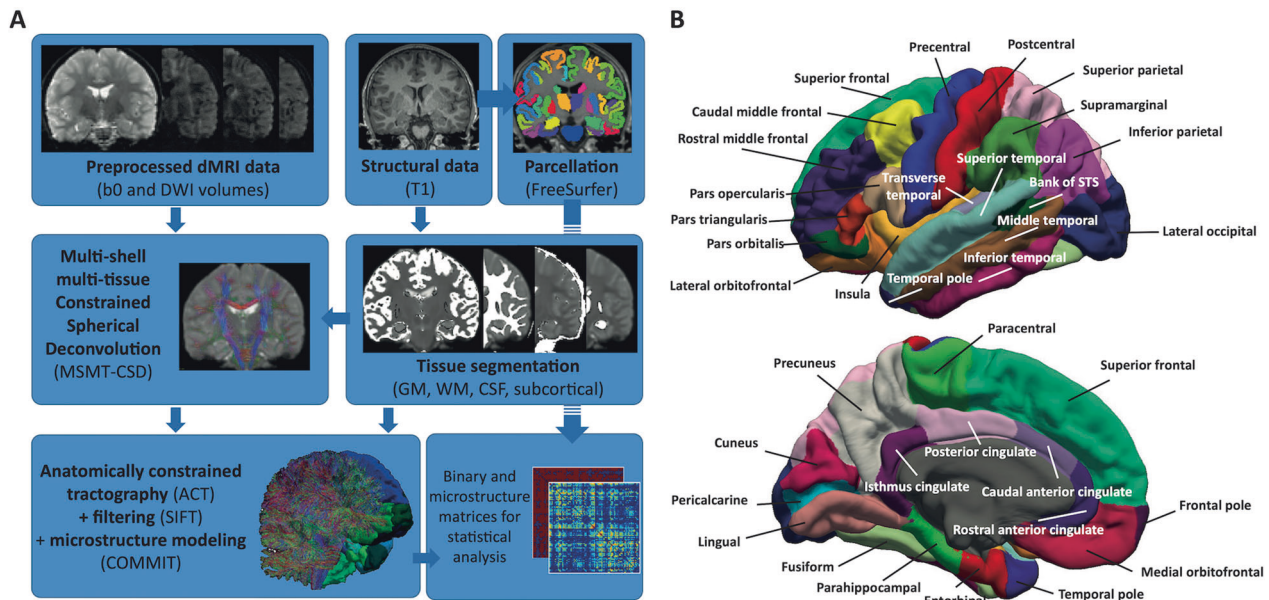 A
Preprocessed dMRI data
(b0 and DWI volumes)
Structural data
(T1)
Parcellation
(FreeSurfer)
Multi-shell
multi-tissue
Constrained
Spherical
Deconvolution
(MSMT-CSD)
Tissue segmentation
(GM, WM, CSF, subcortical)
Anatomically constrained
tractography (ACT)
+ filtering (SIFT)
+ microstructure modeling
(COMMIT)
Binary and
microstructure
matrices for
statistical
analysis
B
Precentral
Postcentral
Superior frontal
Superior parietal
Caudal middle frontal
Supramarginal
Rostral middle frontal
Inferior parietal
Superior temporal
Transverse
temporal
Bank of STS
Pars opercularis
Pars triangularis
Middle temporal
Pars orbitalis
Lateral occipital
Inferior temporal
Lateral orbitofrontal
Temporal pole
Insula
Paracentral
Precuneus
Superior frontal
Cuneus
Posterior cingulate
Isthmus cingulate
Caudal anterior cingulate
Pericalcarine
Frontal pole
Rostral anterior cingulate
Lingual
Fusiform
Medial orbitofrontal
Parahippocampal
Temporal pole